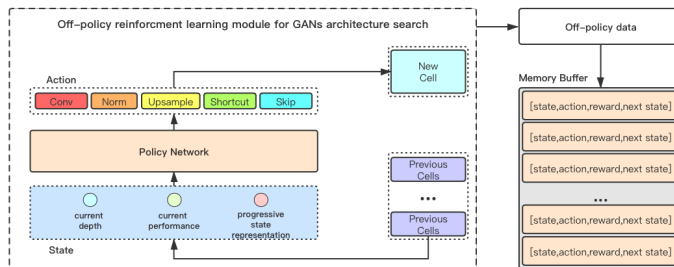 Off-policy reinforcment learning module for GANs architecture search
Off-policy data
Action
New
Cell
Memory Buffer
Conv
Norm
Upsample
Shortcut
Skip
[state,action,reward,next state]
[state,action,reward,next state]
[state,action,reward,next state]
...
[state,action,reward,next state]
[state,action,reward,next state]
Policy Network
Previous
Cells
...
Previous
Cells
current
depth
current
performance
progressive
state
representation
State